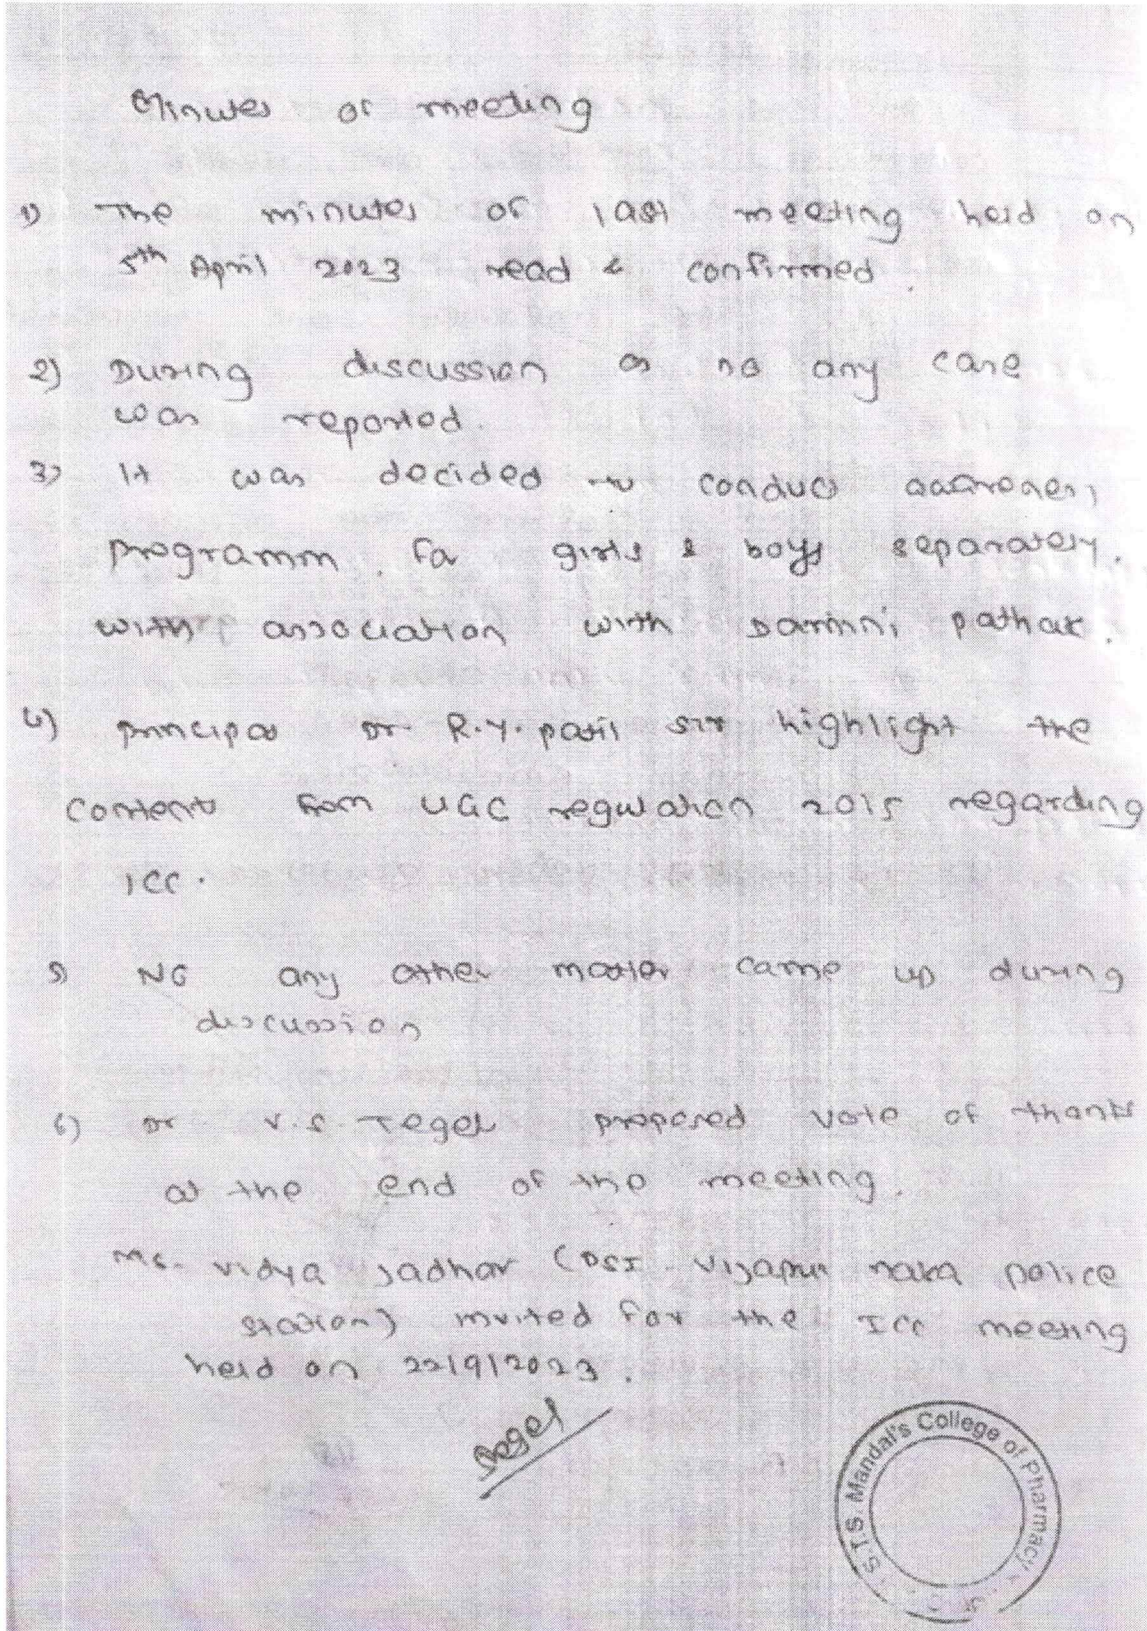 Minutes of meeting
1) The minutes of last meeting held on
5th April 2023 read & confirmed.
2) During discussion no any case
was reported.
3) It was decided to conduct awareness
programm. for girls & boys separately.
with association with Damini pathak.
4) principal Dr. R.Y. patil sir highlight the
content from UGC regulation 2015 regarding
ICC.
5) No any other matter came up during
discussion
6) Dr V.S. Tegeli proposed vote of thanks
at the end of the meeting.
Ms. vidya Jadhav (PSI. vijapur naka police
station) invited for the ICC meeting
held on 22/9/2023.
S.T.S. Mandal's College of Pharmacy